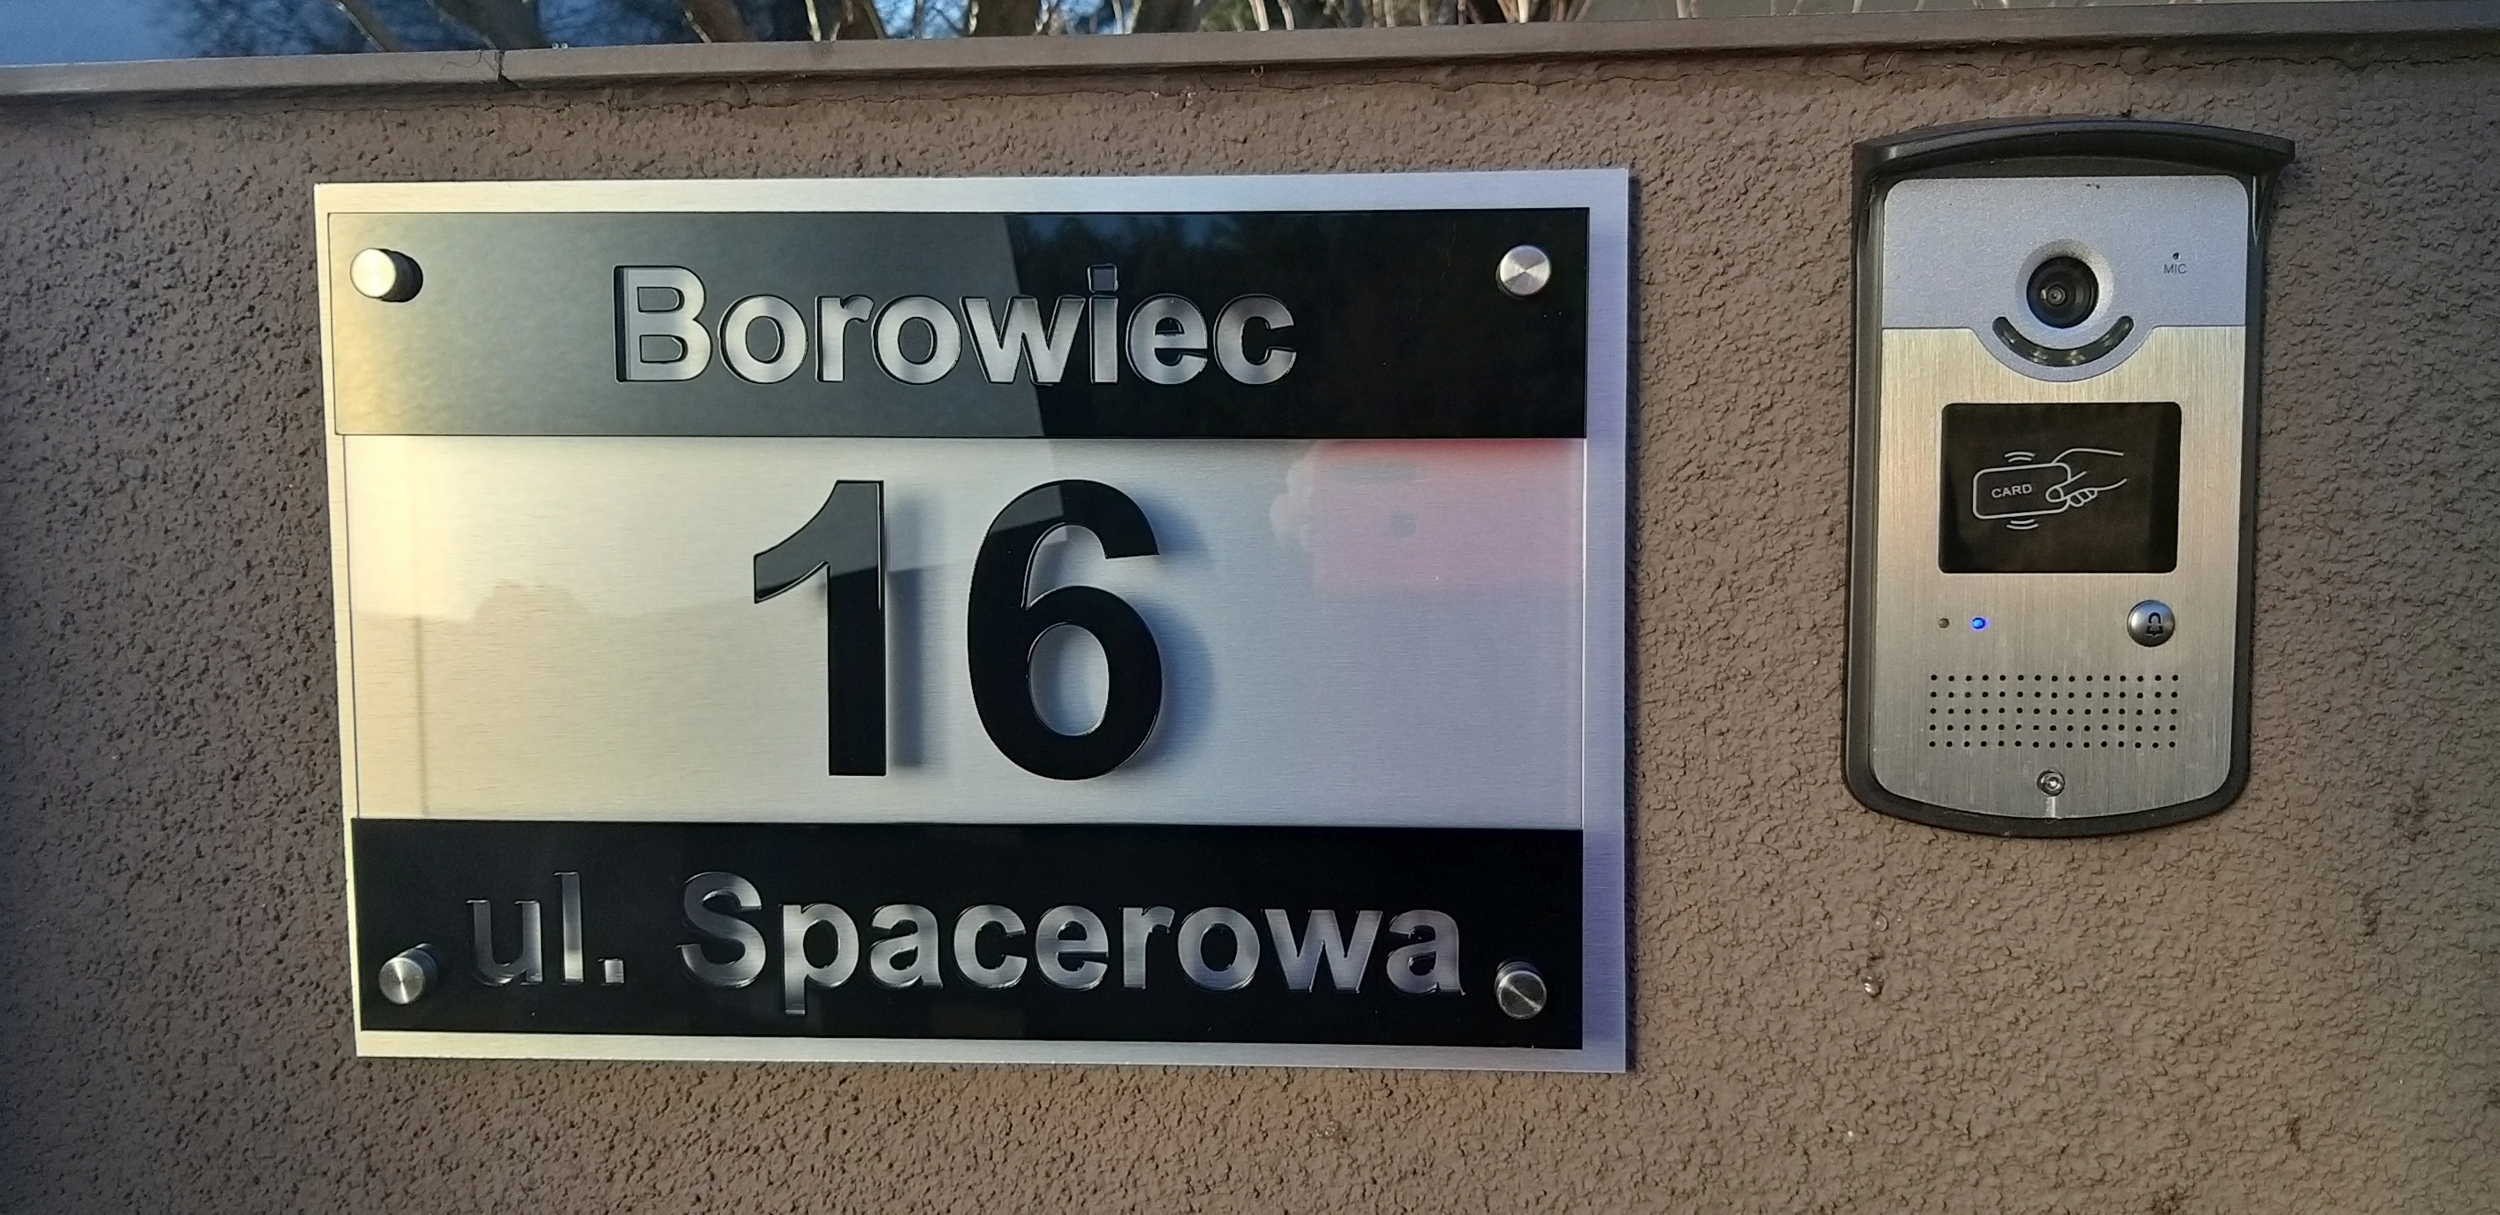 Borowiec
16
ul. Spacerowa
MIC
CARD